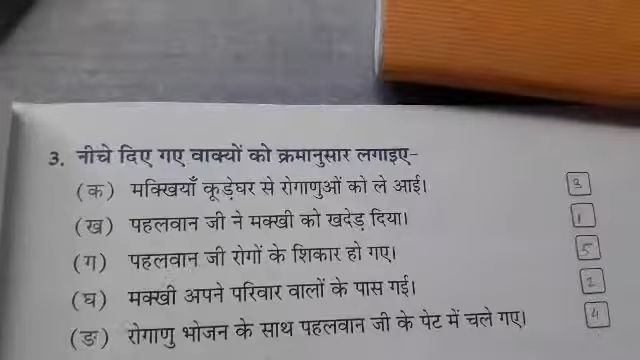 3. नीचे दिए गए वाक्यों को क्रमानुसार लगाइए-
(क) मक्खियाँ कूड़ेघर से रोगाणुओं को ले आई। 3
(ख) पहलवान जी ने मक्खी को खदेड़ दिया। 1
(ग) पहलवान जी रोगों के शिकार हो गए। 5
(घ) मक्खी अपने परिवार वालों के पास गई। 2
(ङ) रोगाणु भोजन के साथ पहलवान जी के पेट में चले गए। 4